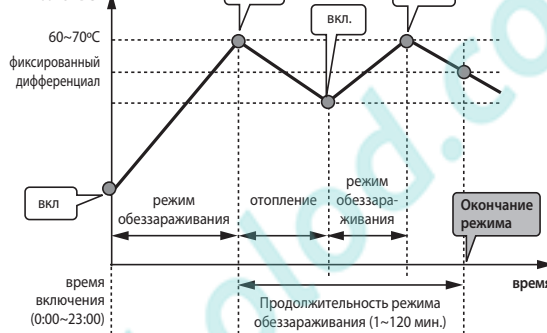 вкл.
60~70ºC
фиксированный
дифференциал
вкл
режим
обеззараживания
отопление
режим
обеззара-
живания
Окончание
режима
время
включения
(0:00~23:00)
время
Продолжительность режима
обеззараживания (1~120 мин.)